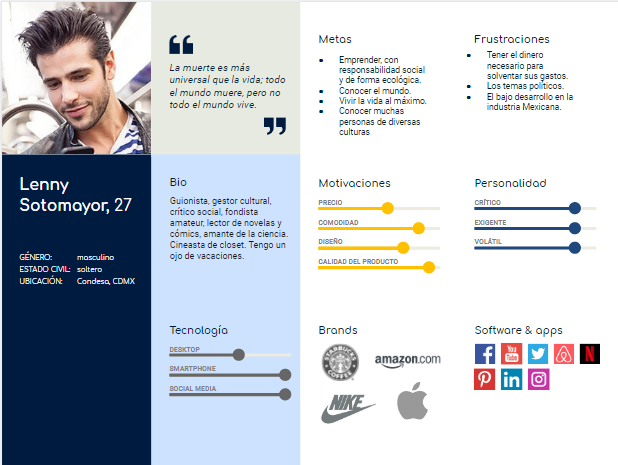 ❝
La muerte es más
universal que la vida; todo
el mundo muere, pero no
todo el mundo vive.
❞
Metas
• Emprender, con
responsabilidad social
y de forma ecológica.
• Conocer el mundo.
• Vivir la vida al máximo.
• Conocer muchas
personas de diversas
culturas
Frustraciones
• Tener el dinero
necesario para
solventar sus gastos.
• Los temas políticos.
• El bajo desarrollo en la
industria Mexicana.
Lenny
Sotomayor, 27
GÉNERO: masculino
ESTADO CIVIL: soltero
UBICACIÓN: Condesa, CDMX
Bio
Guionista, gestor cultural,
crítico social, fondista
amateur, lector de novelas y
cómics, amante de la ciencia.
Cineasta de closet. Tengo un
ojo de vacaciones.
Motivaciones
PRECIO
COMODIDAD
DISEÑO
CALIDAD DEL PRODUCTO
Personalidad
CRÍTICO
EXIGENTE
VOLÁTIL
Tecnología
DESKTOP
SMARTPHONE
SOCIAL MEDIA
Brands
STARBUCKS
COFFEE
amazon.com
NIKE
Software & apps
f
You
Tube
N
in